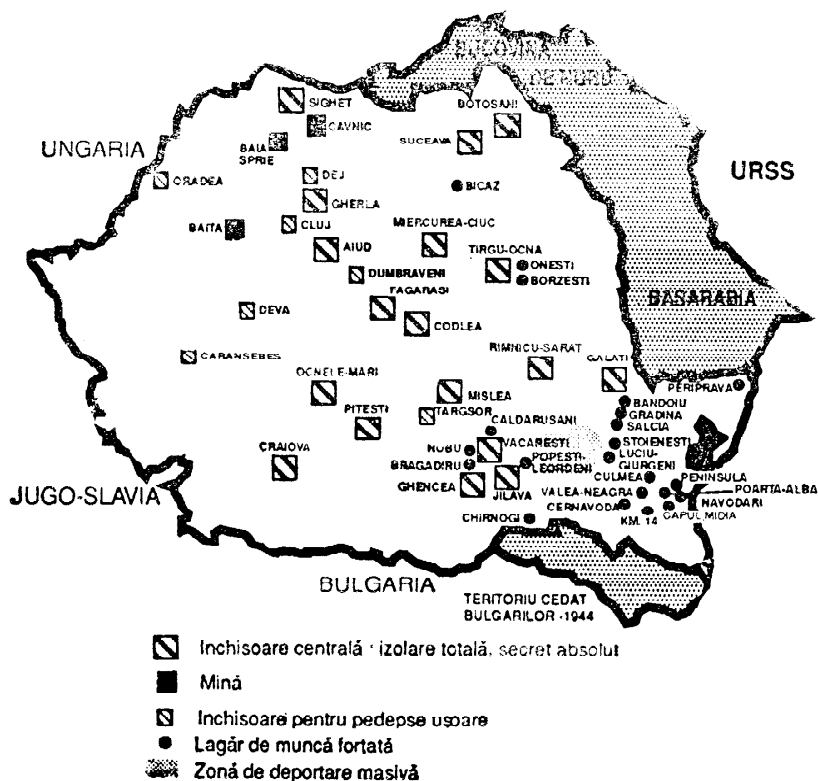 BUCOVINA
DE NORD
SIGHET
BOTOSANI
CAVNIC
SUCEAVA
UNGARIA
BAIA
SPRIE
URSS
ORADEA
DEJ
BICAZ
GHERLA
CLUJ
MIERCUREA-CIUC
BAITA
AIUD
TIRGU-OCNA
ONESTI
DUMBRAVENI
BORZESTI
FAGARASI
BASARABIA
DEVA
CODLEA
RIMNICU-SARAT
CARANSEBES
GALATI
OCNELE-MARI
PERIPRAVA
MISLEA
BANDOIU
PITESTI
TARGSOR
GRADINA
CALDARUSANI
SALCIA
CRAIOVA
NUBU
VACARESTI
STOIENESTI
BRAGADIRU
POPESTI-
LEORDENI
LUCIU-
GIURGENI
JUGO-SLAVIA
GHENCEA
JILAVA
CULMEA
PENINSULA
VALEA-NEAGRA
POARTA-ALBA
CERNAVODA
NAVODARI
CHIRNOGI
KM. 14
CAPUL MIDIA
BULGARIA
TERITORIU CEDAT
BULGARILOR -1944
Inchisoare centrală : izolare totală, secret absolut
Mină
Inchisoare pentru pedepse usoare
Lagăr de muncă fortată
Zonă de deportare masivă